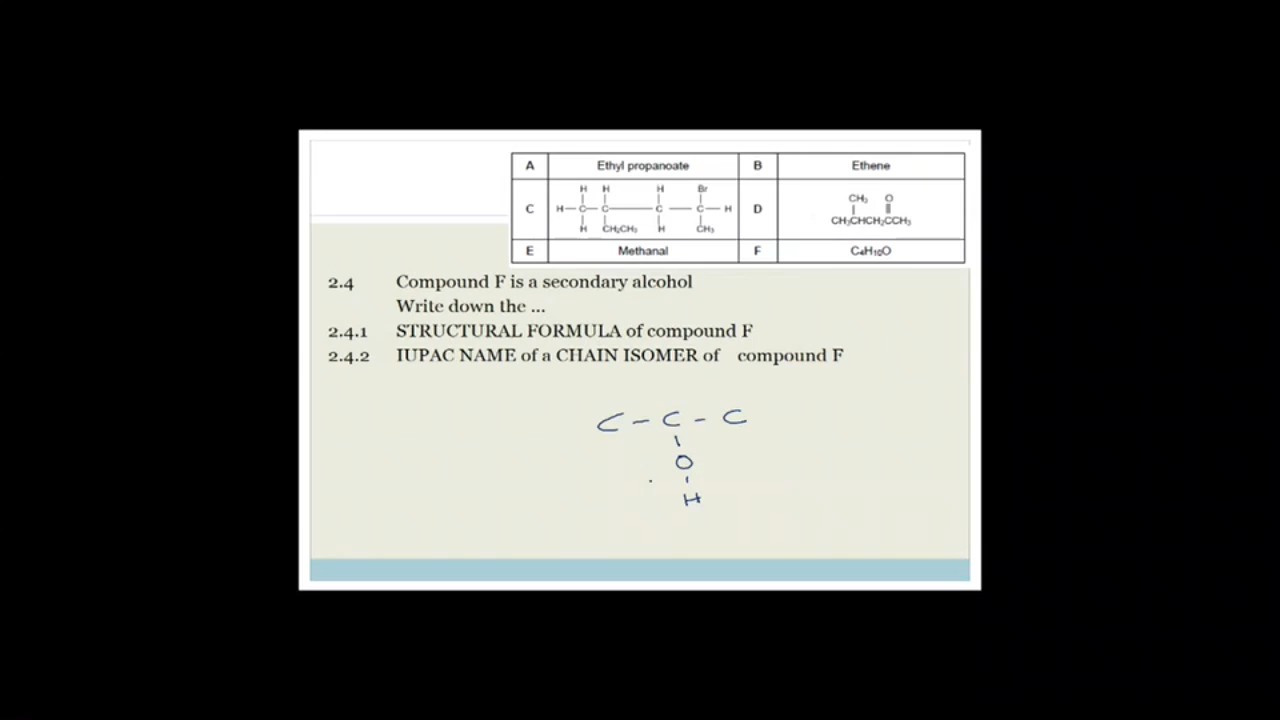 A Ethyl propanoate B Ethene
H H H Br CH₃ O
C H—C—C—C—C—H D CH₃CHCH₂CCH₃
H CH₂CH₃ H CH₃
E Methanal F C₄H₁₀O
2.4 Compound F is a secondary alcohol
Write down the ...
2.4.1 STRUCTURAL FORMULA of compound F
2.4.2 IUPAC NAME of a CHAIN ISOMER of compound F
C - C - C
O
H